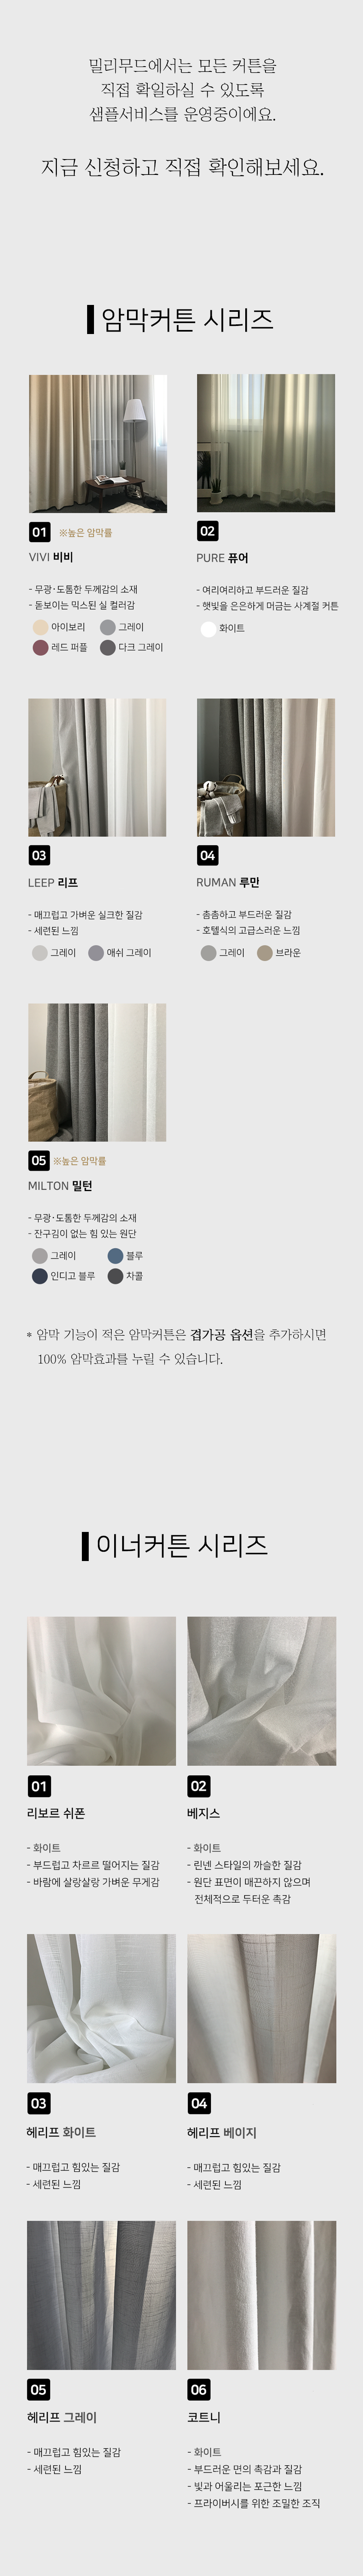 밀리무드에서는 모든 커튼을
직접 확일하실 수 있도록
샘플서비스를 운영중이에요.
지금 신청하고 직접 확인해보세요.
암막커튼 시리즈
01 ※높은 암막률
VIVI 비비
- 무광·도톰한 두께감의 소재
- 돋보이는 믹스된 실 컬러감
아이보리 그레이
레드 퍼플 다크 그레이
02
PURE 퓨어
- 여리여리하고 부드러운 질감
- 햇빛을 은은하게 머금는 사계절 커튼
화이트
03
LEEP 리프
- 매끄럽고 가벼운 실크한 질감
- 세련된 느낌
그레이 애쉬 그레이
04
RUMAN 루만
- 촘촘하고 부드러운 질감
- 호텔식의 고급스러운 느낌
그레이 브라운
05 ※높은 암막률
MILTON 밀턴
- 무광·도톰한 두께감의 소재
- 잔구김이 없는 힘 있는 원단
그레이 블루
인디고 블루 차콜
* 암막 기능이 적은 암막커튼은 겹가공 옵션을 추가하시면
100% 암막효과를 누릴 수 있습니다.
이너커튼 시리즈
01
리보르 쉬폰
- 화이트
- 부드럽고 차르르 떨어지는 질감
- 바람에 살랑살랑 가벼운 무게감
02
베지스
- 화이트
- 린넨 스타일의 까슬한 질감
- 원단 표면이 매끈하지 않으며
전체적으로 두터운 촉감
03
헤리프 화이트
- 매끄럽고 힘있는 질감
- 세련된 느낌
04
헤리프 베이지
- 매끄럽고 힘있는 질감
- 세련된 느낌
05
헤리프 그레이
- 매끄럽고 힘있는 질감
- 세련된 느낌
06
코트니
- 화이트
- 부드러운 면의 촉감과 질감
- 빛과 어울리는 포근한 느낌
- 프라이버시를 위한 조밀한 조직